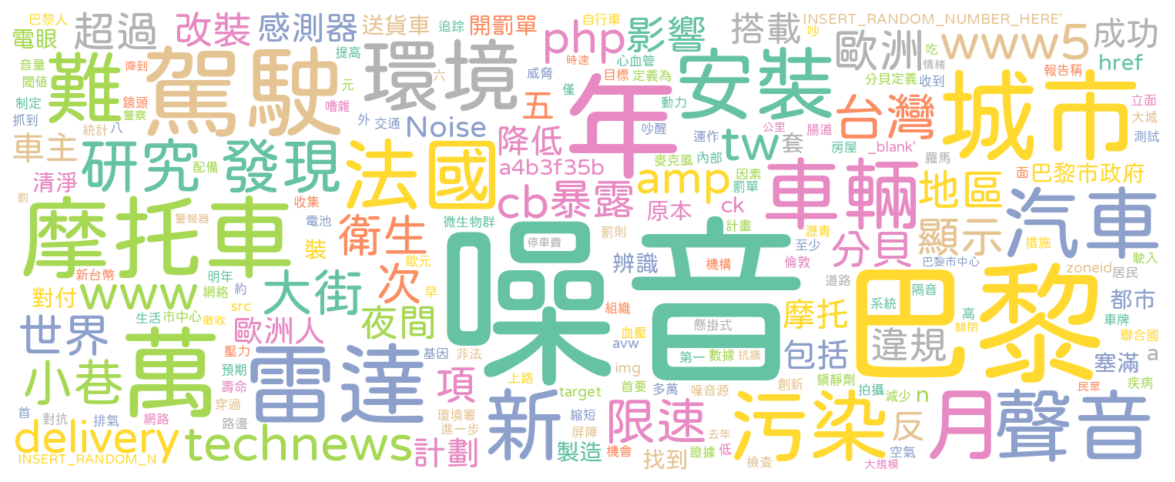 巴黎人 超過 改裝 感測器 送貨車 追踪 開罰單 自行車 php 影響 吵 搭載 INSERT_RANDOM_NUMBER_HERE' 歐洲 www5 成功
電眼 音量 閾值 難 駕駛 降到 環境 提高 元 六 時速 心血管 威脅 目標 定義為 安裝 分貝定義 吃 情緒 收到 城市 報告稱 href
制定 抓到 鏡頭 警察 嘈雜 外 交通 Noise 五 僅 年 動力 吵醒 運作 公里 腸道 台灣 立面 大城 測試
車主 統計 八 研究 發現 配備 法國 降低 a4b3f35b 麥克風 內部 tw 套 房屋 _blank' 羅馬 面 巴黎市政府
清淨 罰 收集 cb 暴露 原本 amp 因素 罰單 ck 車輛 地區 汽車
摩托車 警報器 電池 裝 衛生 微生物群 噪音 停車費 罰則 計畫 瀝青 至少 分貝 顯示 措施 駛入
新台幣 明年 網絡 約 歐元 次 辨識 機構 倫敦 道路 巴黎市中心 zoneid 居民
對付 www src 大街 早 組織 懸掛式 摩托 系統 隔音 巴黎 高 關閉 都市 車牌 聯合國
世界 生活 市中心 徵收 歐洲人 夜間 血壓 avw 第一 數據 抗議 包括 違規 塞滿 a
小巷 萬 壓力 預期 壽命 雷達 基因 非法 項 上路 img target 首要 多萬 噪音源 創新 鎮靜劑 拍攝 減少 n 民眾 疾病
首 對抗 排氣 網路 穿過 路邊 環境署 進一步 新 縮短 屏障 限速 去年 污染 反 月 聲音
delivery INSERT_RANDOM_N technews 計劃 製造 機會 找到 證據 低 檢查 大規模 空氣